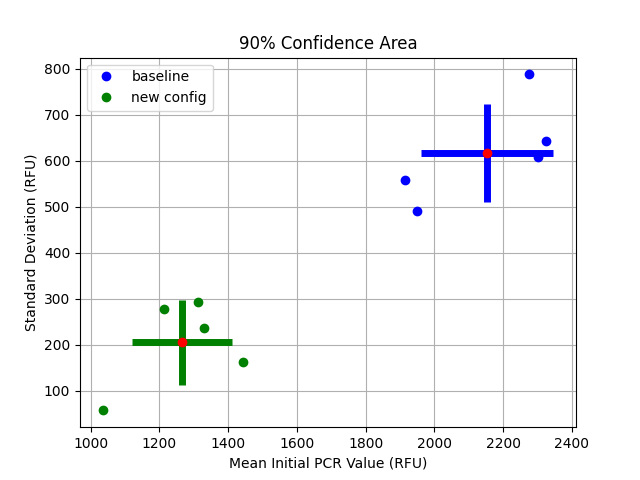 90% Confidence Area
baseline
new config
800
700
600
500
400
300
200
100
Standard Deviation (RFU)
1000 1200 1400 1600 1800 2000 2200 2400
Mean Initial PCR Value (RFU)